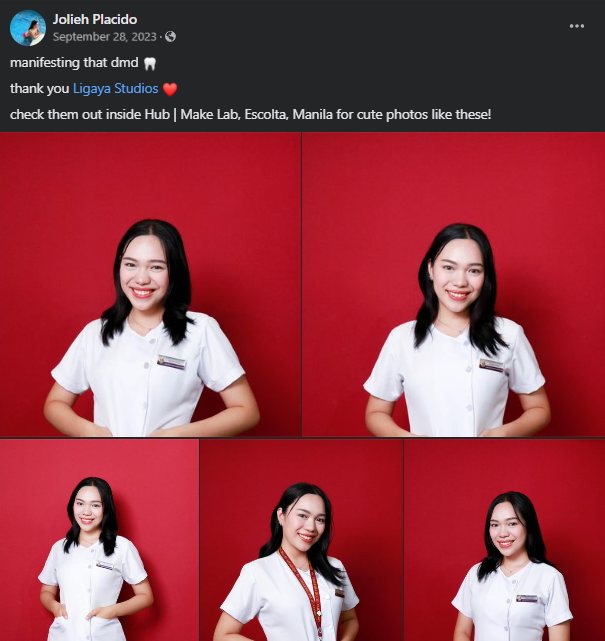 Jolieh Placido
September 28, 2023 ·
manifesting that dmd 🦷
thank you Ligaya Studios ❤️
check them out inside Hub | Make Lab, Escolta, Manila for cute photos like these!